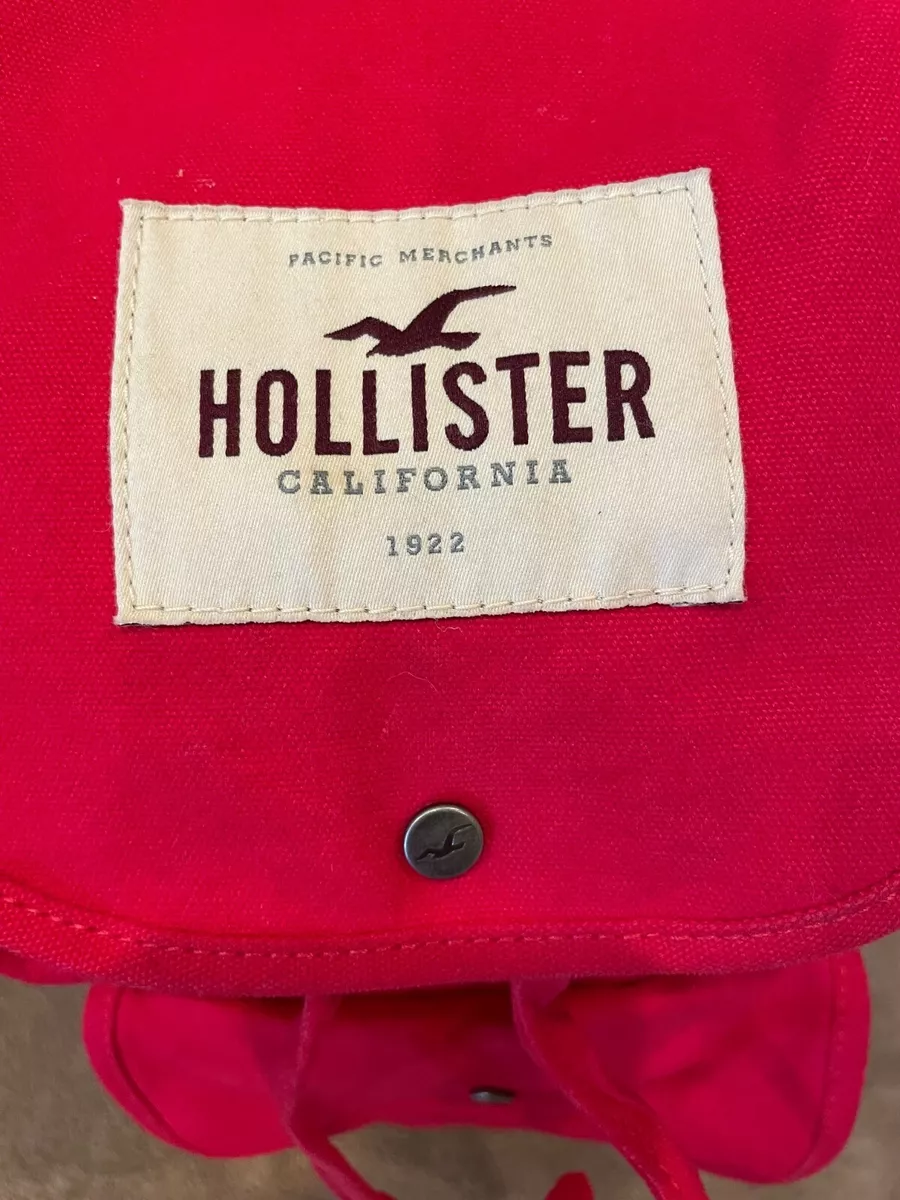 PACIFIC MERCHANTS
HOLLISTER
CALIFORNIA
1922